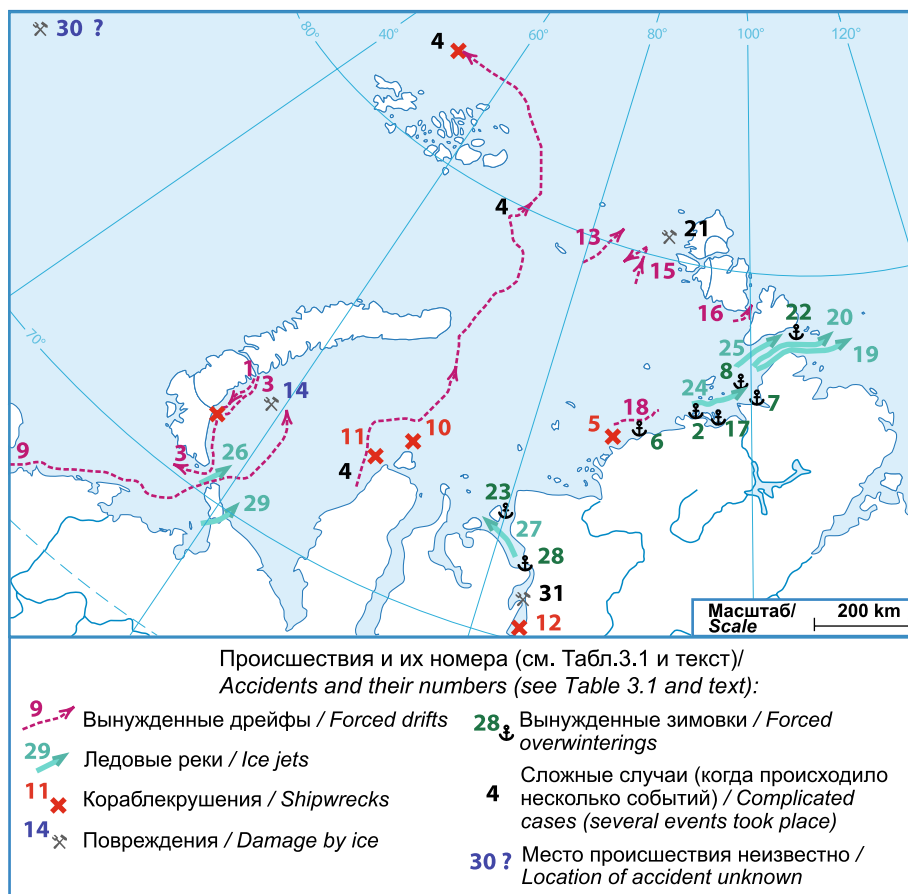 30 ?
80°
40°
4
60°
80°
100°
120°
4
13
21
15
16
22
20
25
19
8
7
24
70°
1
3
14
18
5
6
2
17
11
10
9
3
26
4
23
29
27
28
31
12
Масштаб/
Scale
200 km
Происшествия и их номера (см. Табл.3.1 и текст)/
Accidents and their numbers (see Table 3.1 and text):
9 Вынужденные дрейфы / Forced drifts
29 Ледовые реки / Ice jets
11 Кораблекрушения / Shipwrecks
14 Повреждения / Damage by ice
28 Вынужденные зимовки / Forced
overwinterings
4 Сложные случаи (когда происходило
несколько событий) / Complicated
cases (several events took place)
30 ? Место происшествия неизвестно /
Location of accident unknown